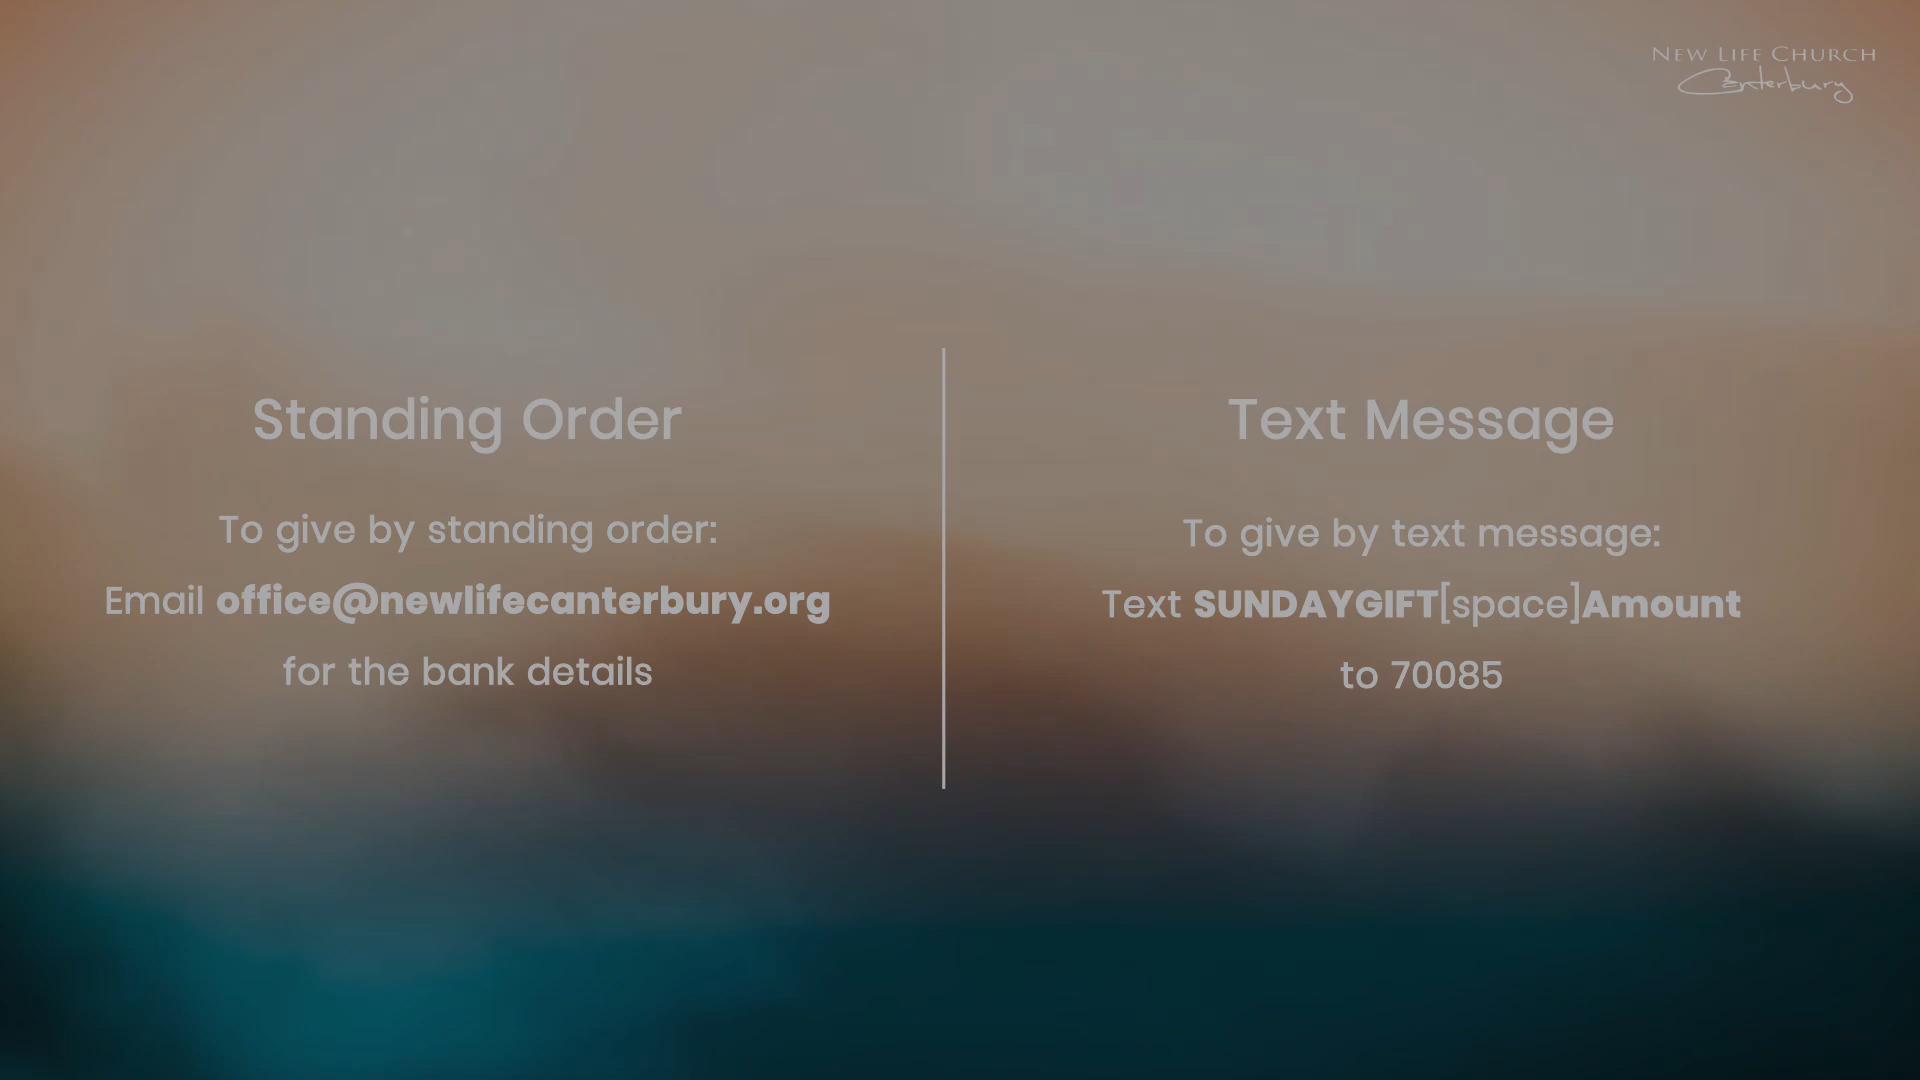 New Life Church
Canterbury
Standing Order
To give by standing order:
Email office@newlifecanterbury.org
for the bank details
Text Message
To give by text message:
Text SUNDAYGIFT[space]Amount
to 70085